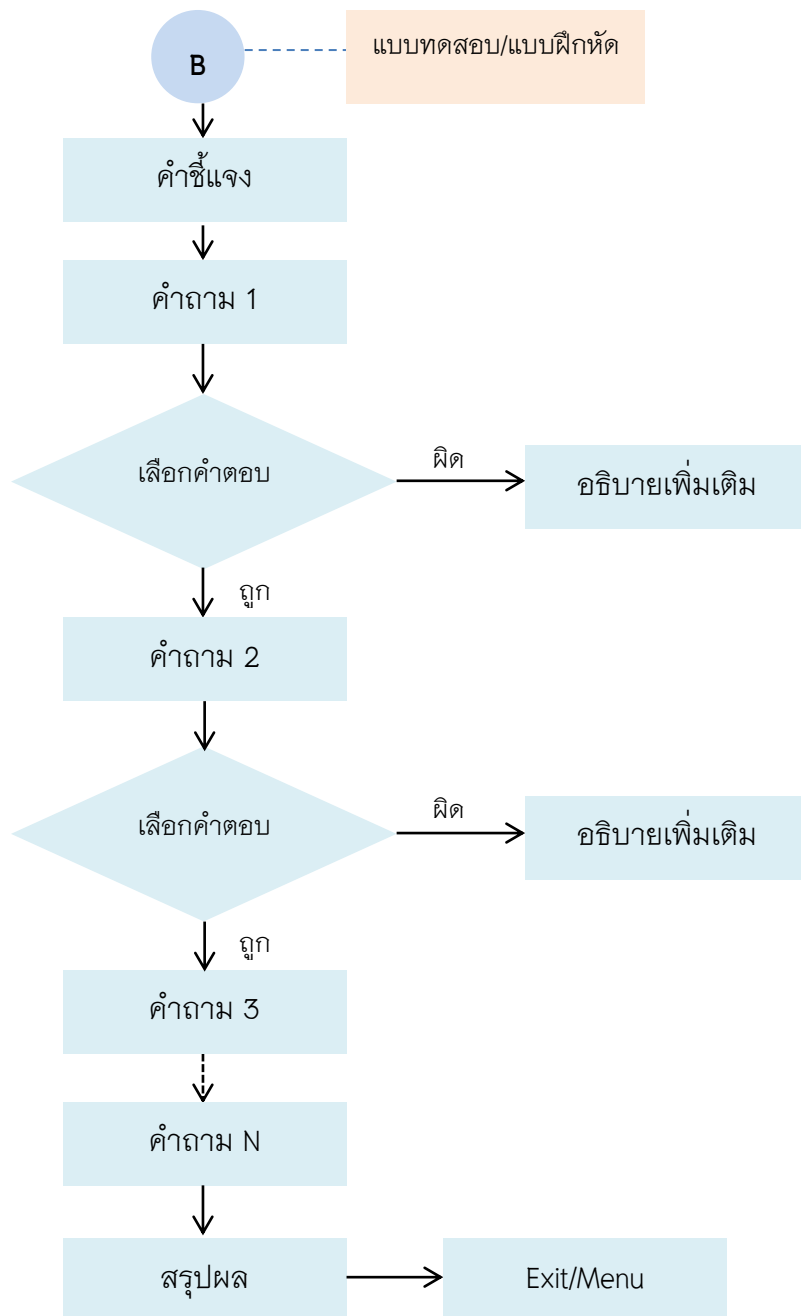 B
แบบทดสอบ/แบบฝึกหัด
คำชี้แจง
คำถาม 1
เลือกคำตอบ
ผิด
อธิบายเพิ่มเติม
ถูก
คำถาม 2
เลือกคำตอบ
ผิด
อธิบายเพิ่มเติม
ถูก
คำถาม 3
คำถาม N
สรุปผล
Exit/Menu